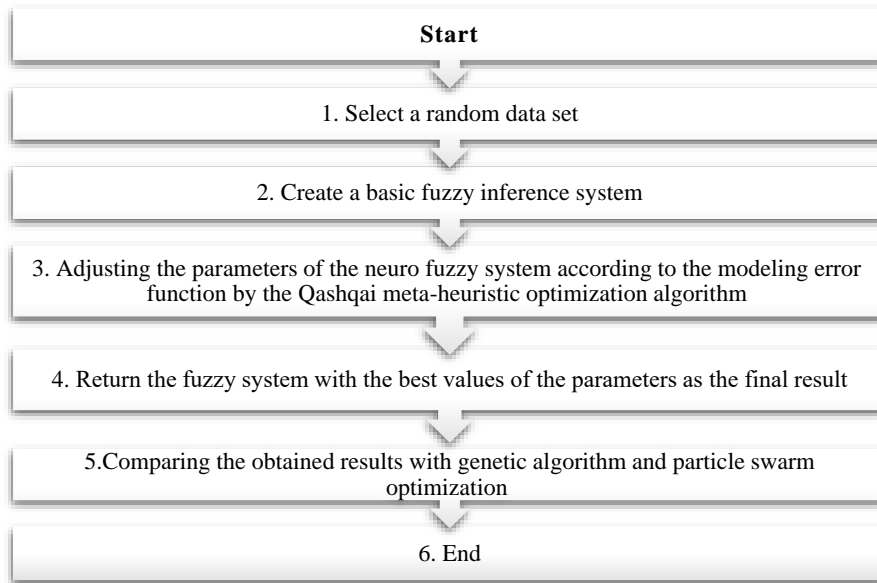 Start
1. Select a random data set
2. Create a basic fuzzy inference system
3. Adjusting the parameters of the neuro fuzzy system according to the modeling error
function by the Qashqai meta-heuristic optimization algorithm
4. Return the fuzzy system with the best values of the parameters as the final result
5.Comparing the obtained results with genetic algorithm and particle swarm
optimization
6. End